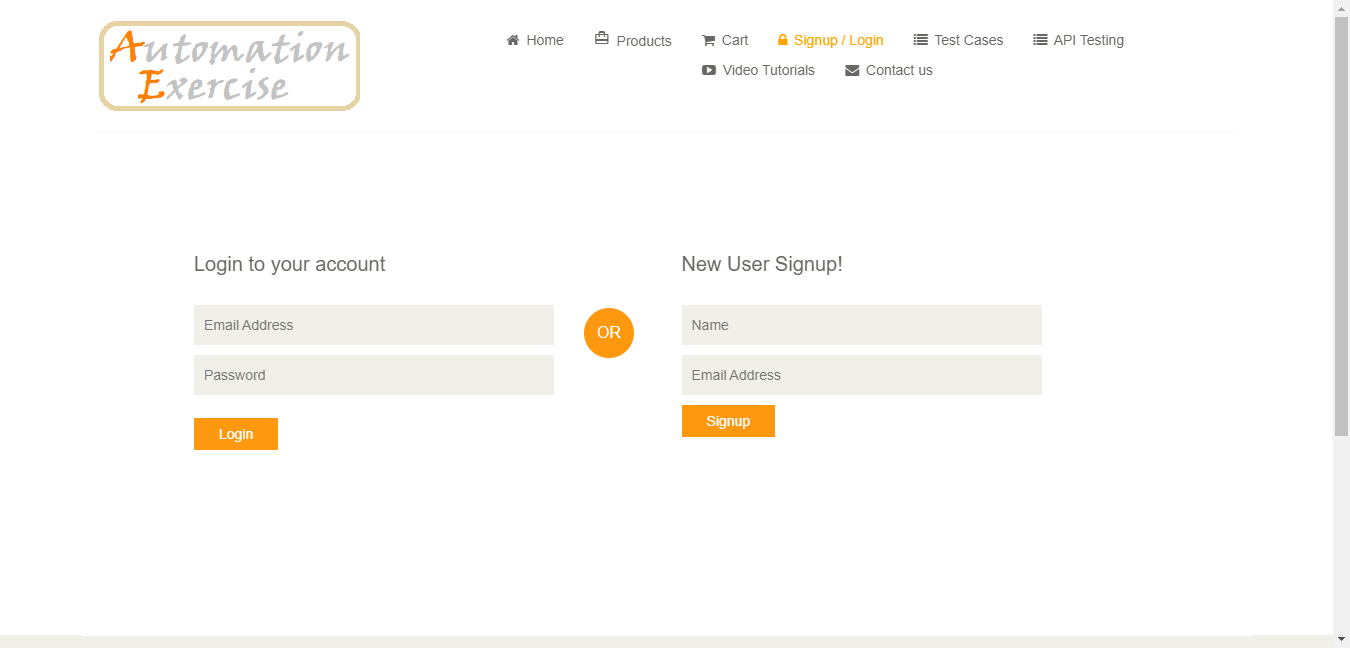 Automation
Exercise
Home Products Cart Signup / Login Test Cases API Testing
Video Tutorials Contact us
Login to your account
Email Address
Password
Login
OR
New User Signup!
Name
Email Address
Signup